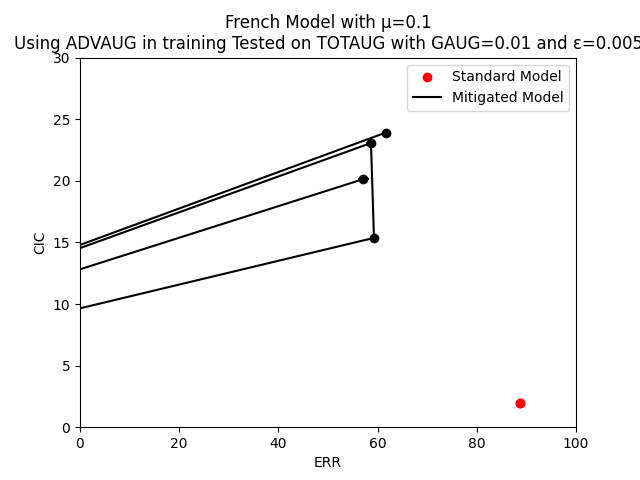 French Model with μ=0.1
Using ADVAUG in training Tested on TOTAUG with GAUG=0.01 and ε=0.005
30
25
20
15
10
5
0
CIC
Standard Model
Mitigated Model
0 20 40 60 80 100
ERR